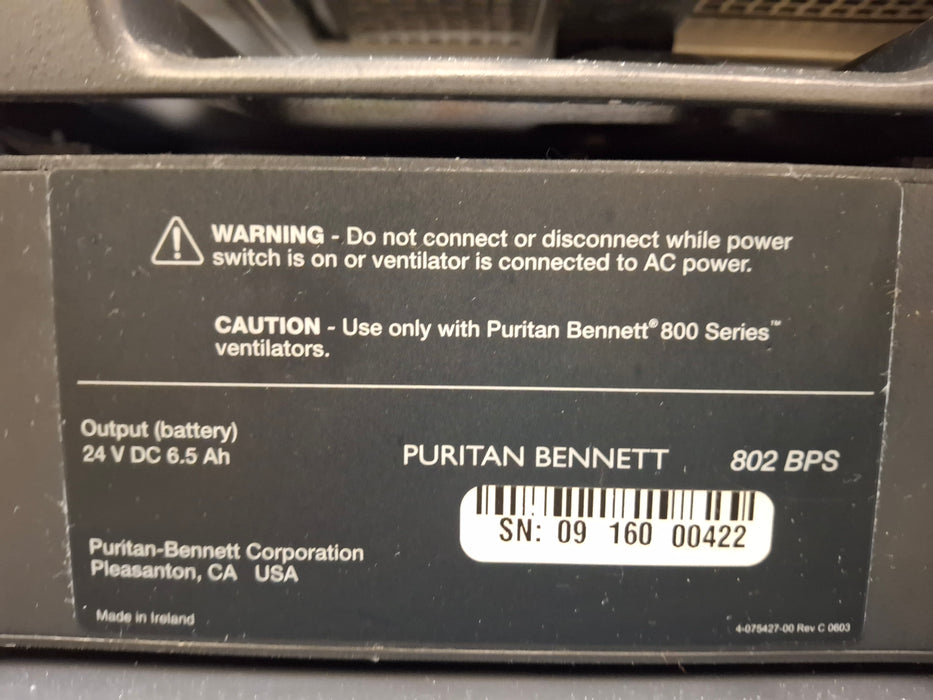 WARNING - Do not connect or disconnect while power
switch is on or ventilator is connected to AC power.
CAUTION - Use only with Puritan Bennett® 800 Series™
ventilators.
Output (battery)
24 V DC 6.5 Ah
PURITAN BENNETT
802 BPS
SN: 09 160 00422
Puritan-Bennett Corporation
Pleasanton, CA USA
Made in Ireland
4-075427-00 Rev C 0603